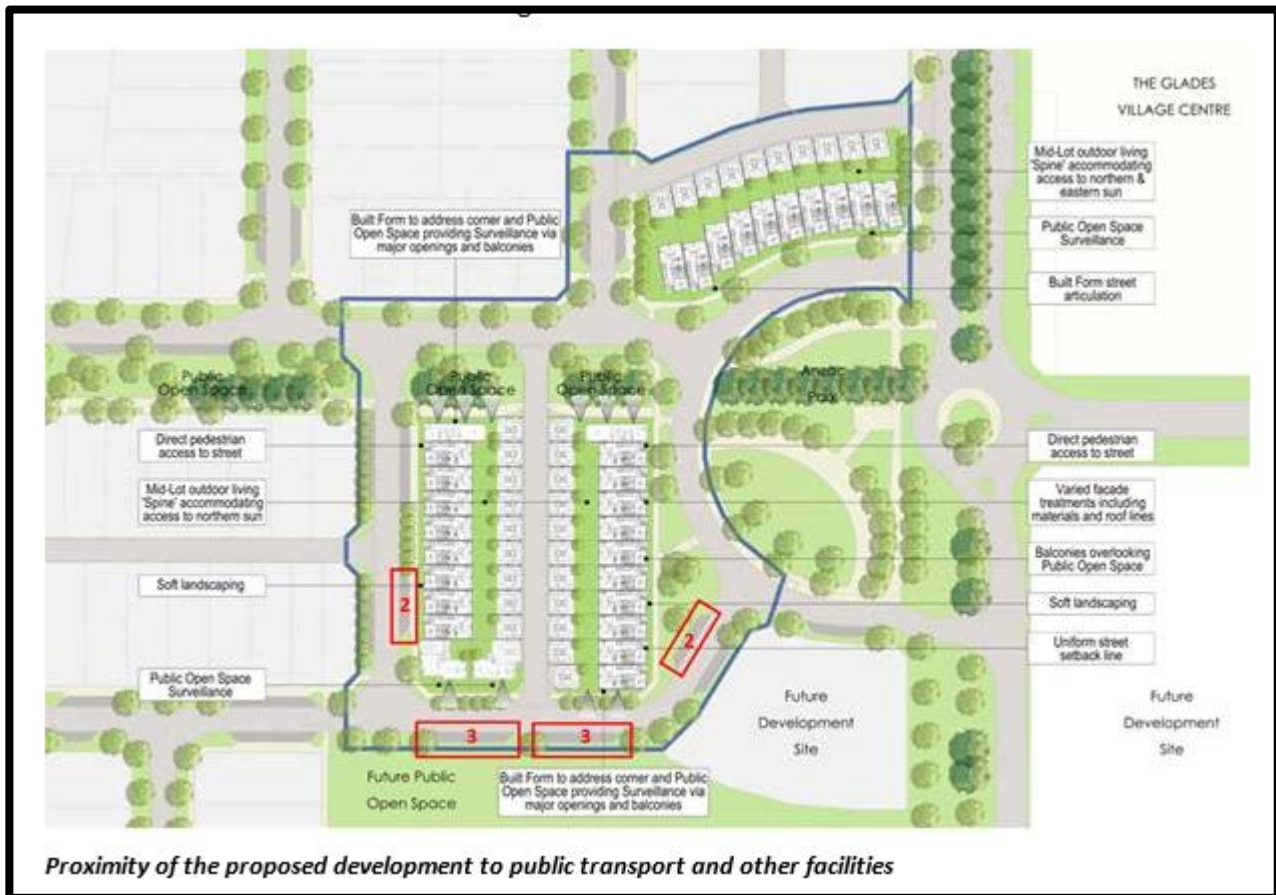 THE GLADES
VILLAGE CENTRE
Mid-Lot outdoor living
'Spine' accommodating
access to northern &
eastern sun
Built Form to address corner and Public
Open Space providing Surveillance via
major openings and balconies
Public Open Space
Surveillance
Built Form street
articulation
Public
Open Space
Public
Open Space
Public
Open Space
Park
Direct pedestrian
access to street
Direct pedestrian
access to street
Mid-Lot outdoor living
'Spine' accommodating
access to northern sun
Varied facade
treatments including
materials and roof lines
Balconies overlooking
Public Open Space
Soft landscaping
Soft landscaping
2
2
Uniform street
setback line
Public Open Space
Surveillance
Future
Development
Site
Future
Development
Site
3
3
Future Public
Open Space
Built Form to address corner and Public
Open Space providing Surveillance via
major openings and balconies
Proximity of the proposed development to public transport and other facilities